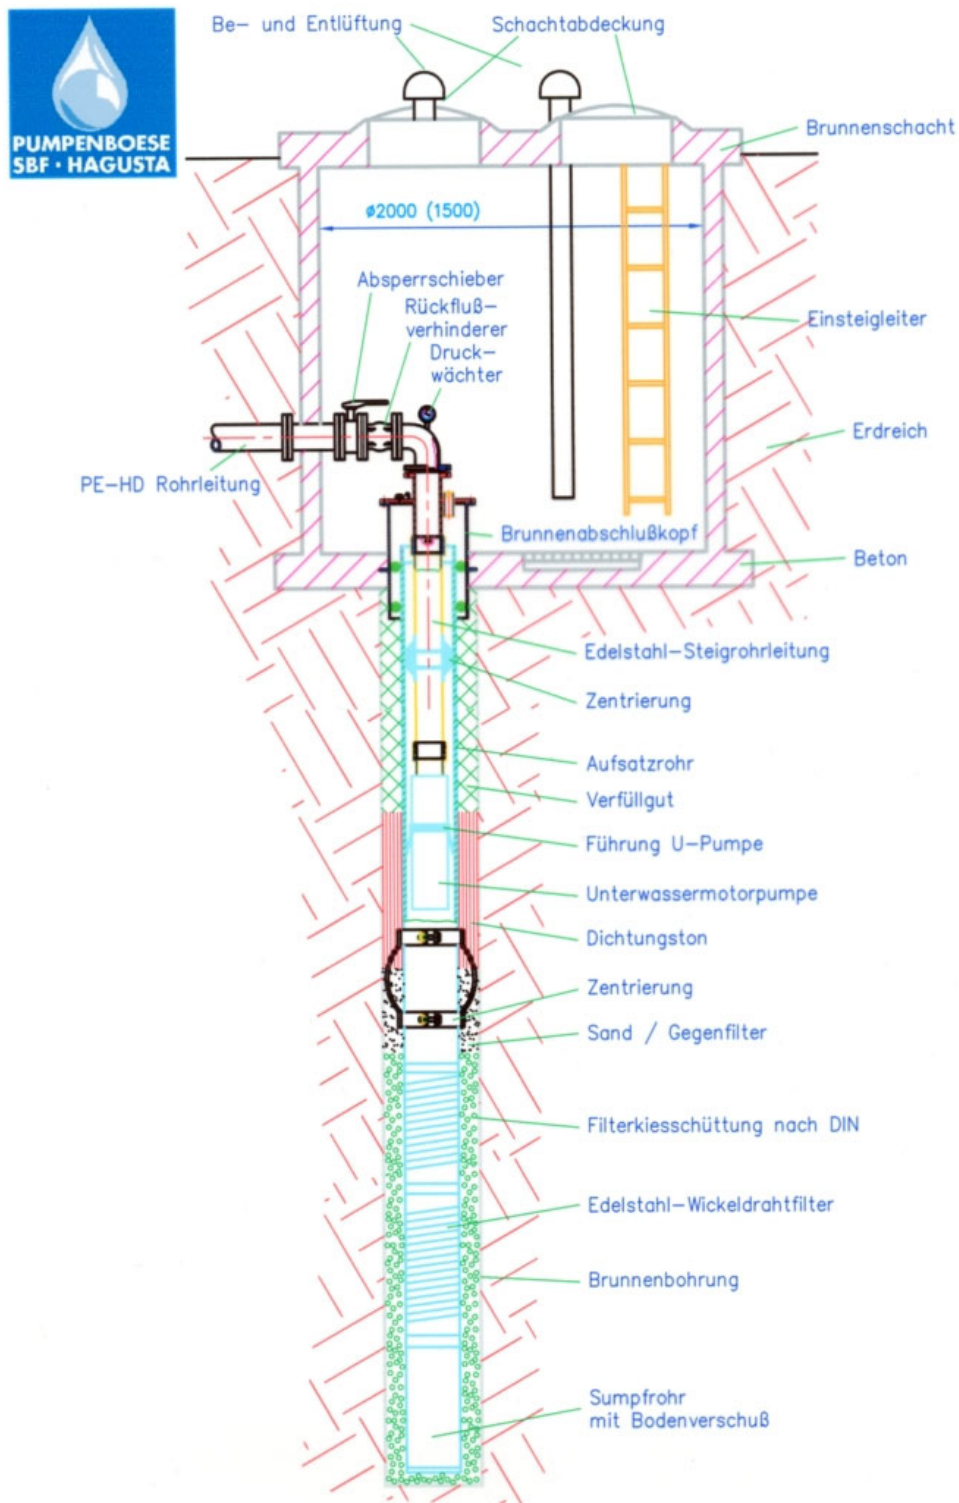 Be- und Entlüftung
Schachtabdeckung
PUMPENBOESE
SBF · HAGUSTA
Brunnenschacht
ø2000 (1500)
Absperrschieber
Rückfluß-
verhinderer
Druck-
wächter
Einsteigleiter
Erdreich
PE-HD Rohrleitung
Brunnenabschlußkopf
Beton
Edelstahl-Steigrohrleitung
Zentrierung
Aufsatzrohr
Verfüllgut
Führung U-Pumpe
Unterwassermotorpumpe
Dichtungston
Zentrierung
Sand / Gegenfilter
Filterkiesschüttung nach DIN
Edelstahl-Wickeldrahtfilter
Brunnenbohrung
Sumpfrohr
mit Bodenverschuß